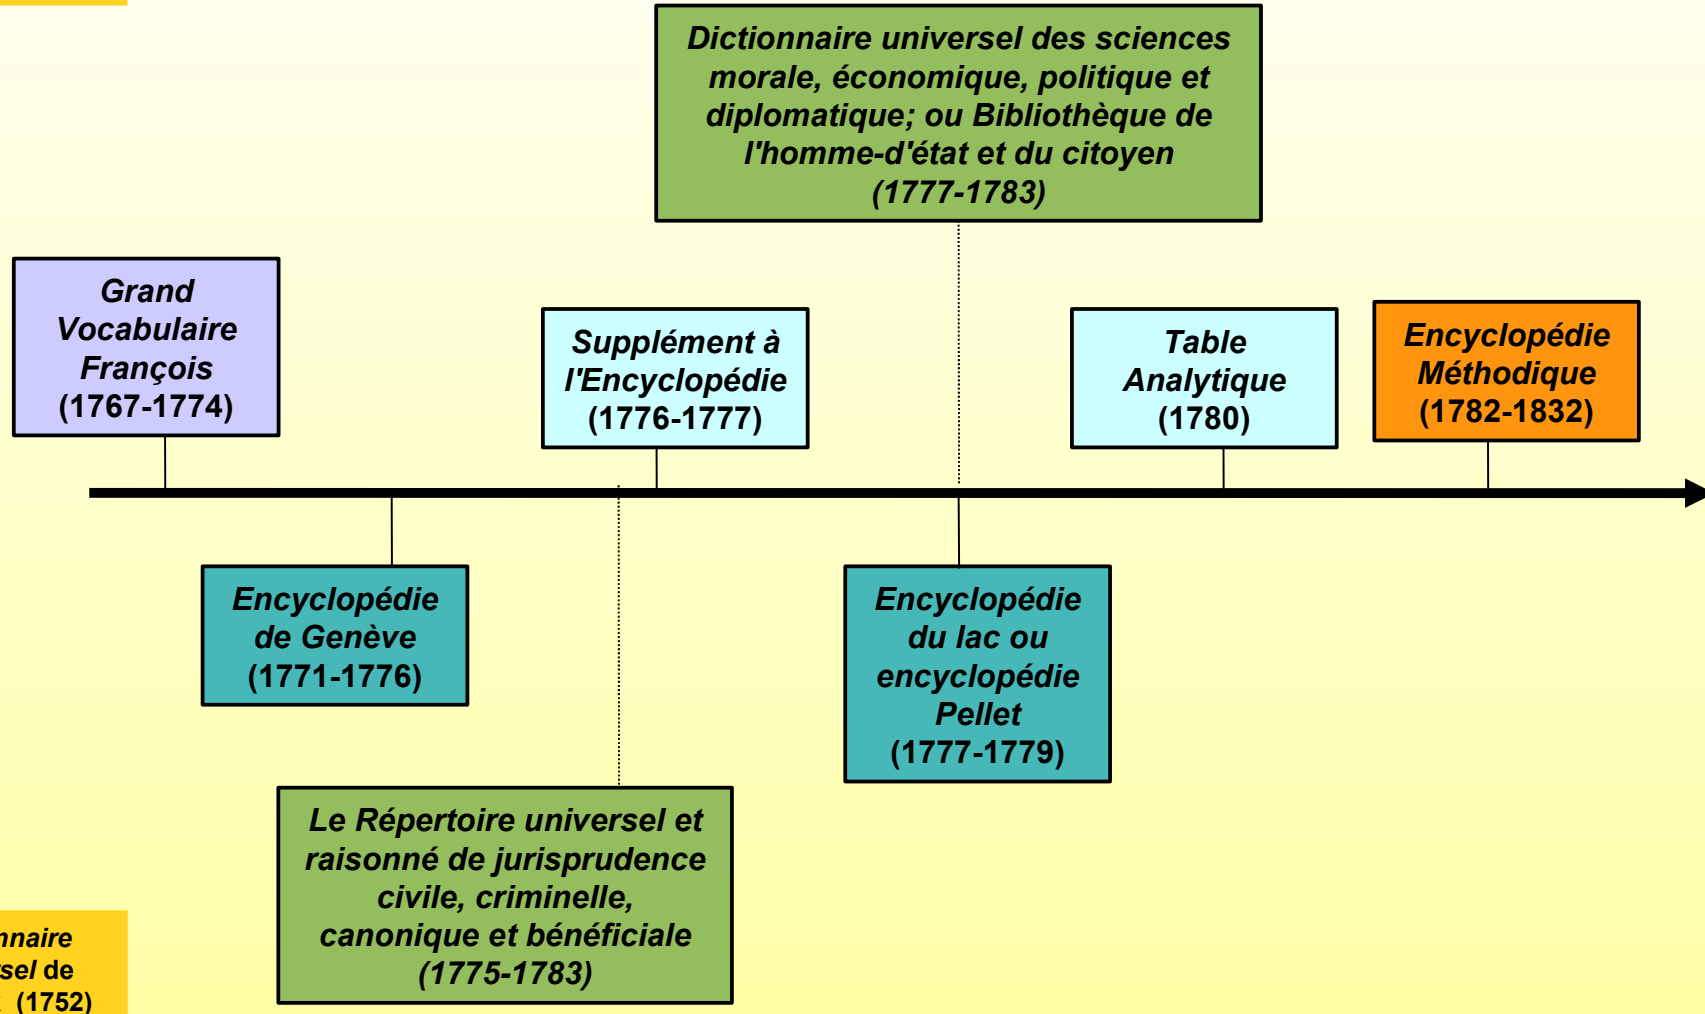 Dictionnaire universel des sciences
morale, économique, politique et
diplomatique; ou Bibliothèque de
l'homme-d'état et du citoyen
(1777-1783)
Grand
Vocabulaire
François
(1767-1774)
Supplément à
l'Encyclopédie
(1776-1777)
Table
Analytique
(1780)
Encyclopédie
Méthodique
(1782-1832)
Encyclopédie
de Genève
(1771-1776)
Encyclopédie
du lac ou
encyclopédie
Pellet
(1777-1779)
Le Répertoire universel et
raisonné de jurisprudence
civile, criminelle,
canonique et bénéficiale
(1775-1783)
nnaire
sel de
(1752)